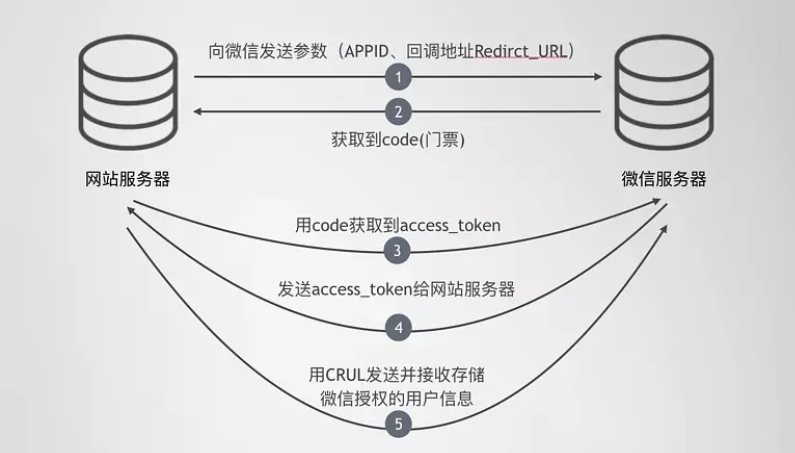 向微信发送参数（APPID、回调地址Redirct_URL）
1
2
获取到code(门票)
网站服务器
微信服务器
用code获取到access_token
3
发送access_token给网站服务器
4
用CRUL发送并接收存储
微信授权的用户信息
5